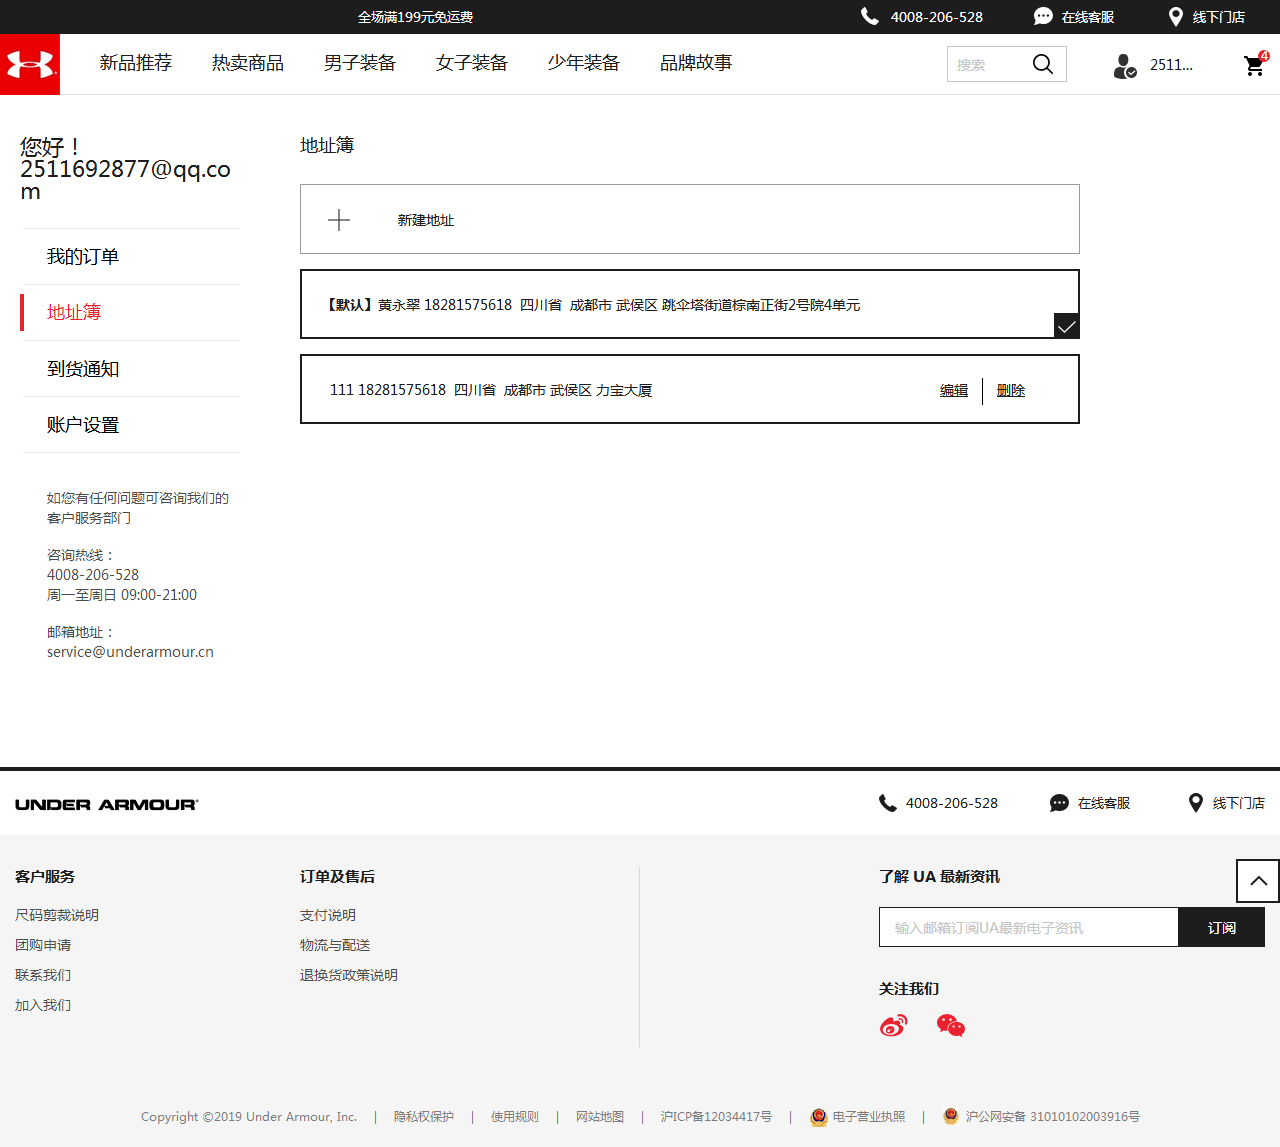 全场满199元免运费
4008-206-528 在线客服 线下门店
新品推荐 热卖商品 男子装备 女子装备 少年装备 品牌故事 搜索 2511... 4
您好！
2511692877@qq.co
m
我的订单
地址簿
到货通知
账户设置
如您有任何问题可咨询我们的
客户服务部门
咨询热线：
4008-206-528
周一至周日 09:00-21:00
邮箱地址：
service@underarmour.cn
地址簿
新建地址
【默认】黄永翠 18281575618 四川省 成都市 武侯区 跳伞塔街道棕南正街2号院4单元
111 18281575618 四川省 成都市 武侯区 力宝大厦 编辑 删除
UNDER ARMOUR 4008-206-528 在线客服 线下门店
客户服务
尺码剪裁说明
团购申请
联系我们
加入我们
订单及售后
支付说明
物流与配送
退换货政策说明
了解 UA 最新资讯
输入邮箱订阅UA最新电子资讯 订阅
关注我们
Copyright ©2019 Under Armour, Inc. | 隐私权保护 | 使用规则 | 网站地图 | 沪ICP备12034417号 | 电子营业执照 | 沪公网安备 31010102003916号